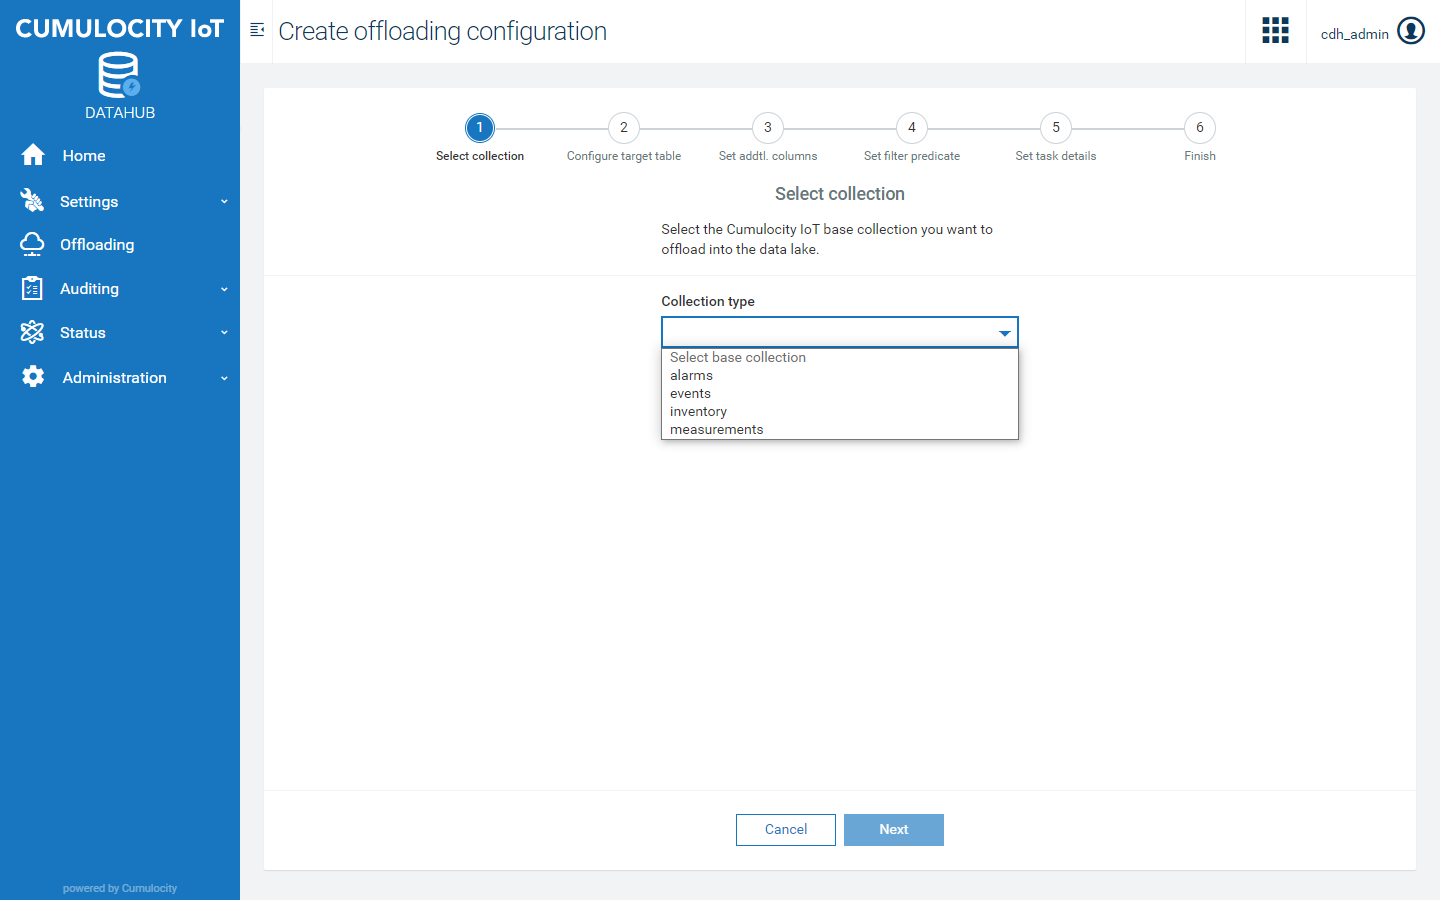 CUMULOCITY IoT
DATAHUB
Home
Settings
Offloading
Auditing
Status
Administration
powered by Cumulocity
Create offloading configuration
cdh_admin
1
2
3
4
5
6
Select collection
Configure target table
Set addtl. columns
Set filter predicate
Set task details
Finish
Select collection
Select the Cumulocity IoT base collection you want to
offload into the data lake.
Collection type
Select base collection
alarms
events
inventory
measurements
Cancel
Next